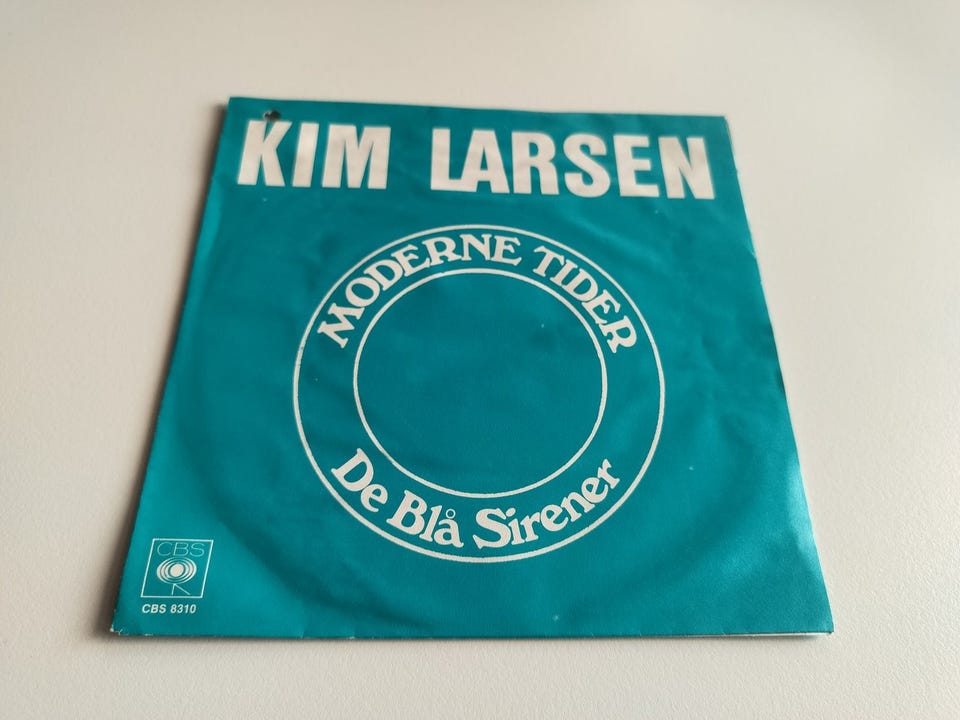 KIM LARSEN
MODERNE TIDER
De Blå Sirener
CBS
CBS 8310